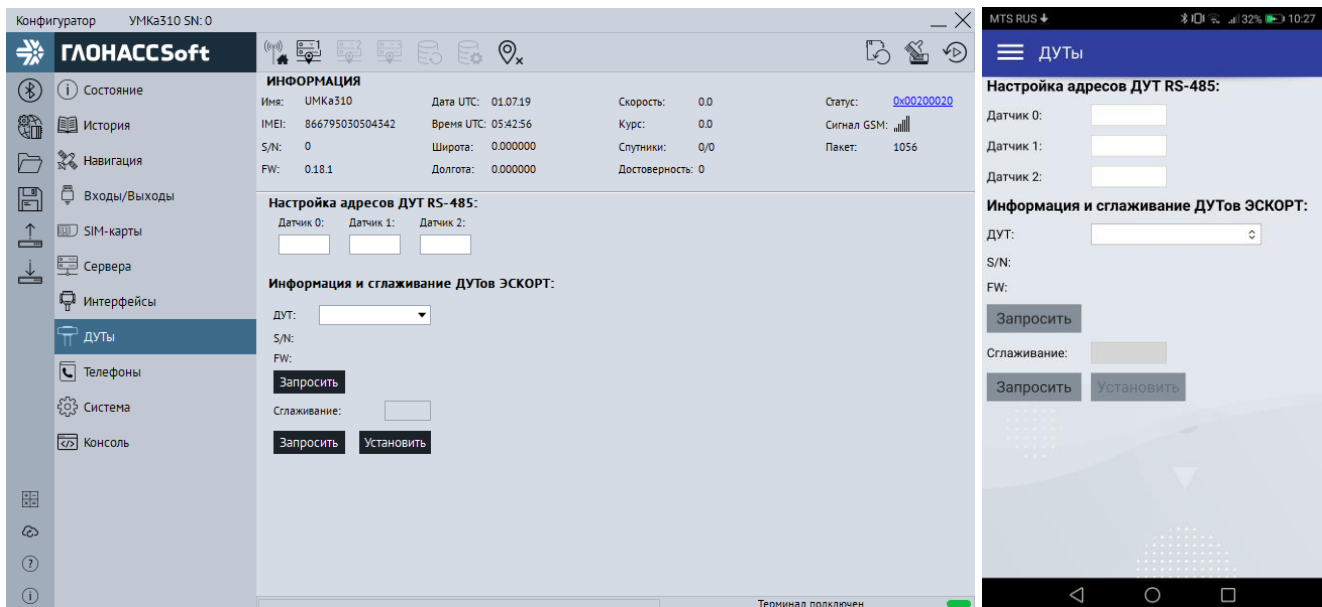 Конфигуратор УМКа310 SN: 0
ГЛОНАССSoft
Состояние
История
Навигация
Входы/Выходы
SIM-карты
Сервера
Интерфейсы
ДУТы
Телефоны
Система
Консоль
ИНФОРМАЦИЯ
Имя: UMKa310 Дата UTC: 01.07.19 Скорость: 0.0 Статус: 0x00200020
IMEI: 866795030504342 Время UTC: 05:42:56 Курс: 0.0 Сигнал GSM:
S/N: 0 Широта: 0.000000 Спутники: 0/0 Пакет: 1056
FW: 0.18.1 Долгота: 0.000000 Достоверность: 0
Настройка адресов ДУТ RS-485:
Датчик 0: Датчик 1: Датчик 2:
Информация и сглаживание ДУТов ЭСКОРТ:
ДУТ:
S/N:
FW:
Запросить
Сглаживание:
Запросить Установить
Терминал подключен
MTS RUS 32% 10:27
ДУТы
Настройка адресов ДУТ RS-485:
Датчик 0:
Датчик 1:
Датчик 2:
Информация и сглаживание ДУТов ЭСКОРТ:
ДУТ:
S/N:
FW:
Запросить
Сглаживание:
Запросить Установить